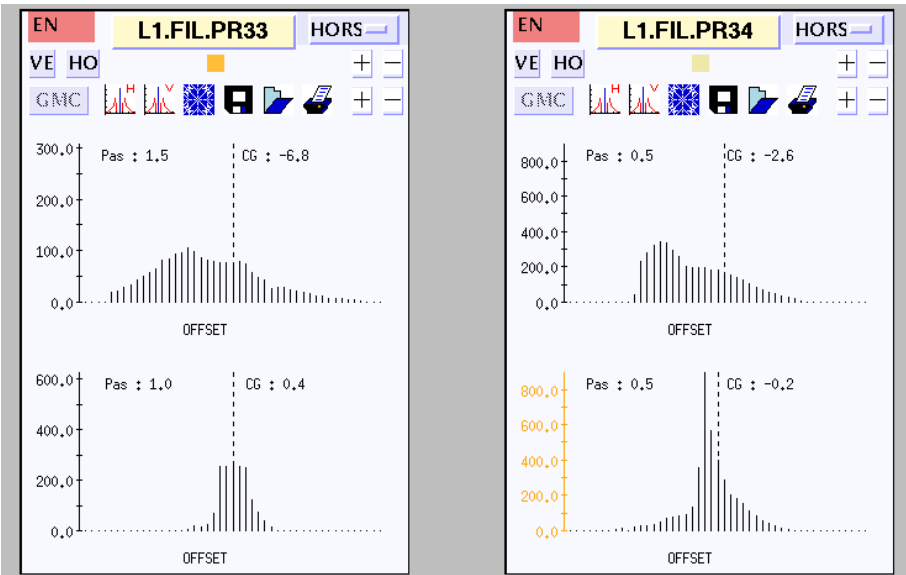 EN L1.FIL.PR33 HORS
VE HO + −
GMC H V + −
300.0 Pas : 1.5 CG : -6.8
200.0
100.0
0.0
OFFSET
600.0 Pas : 1.0 CG : 0.4
400.0
200.0
0.0
OFFSET
EN L1.FIL.PR34 HORS
VE HO + −
GMC H V + −
800.0 Pas : 0.5 CG : -2.6
600.0
400.0
200.0
0.0
OFFSET
800.0 Pas : 0.5 CG : -0.2
600.0
400.0
200.0
0.0
OFFSET